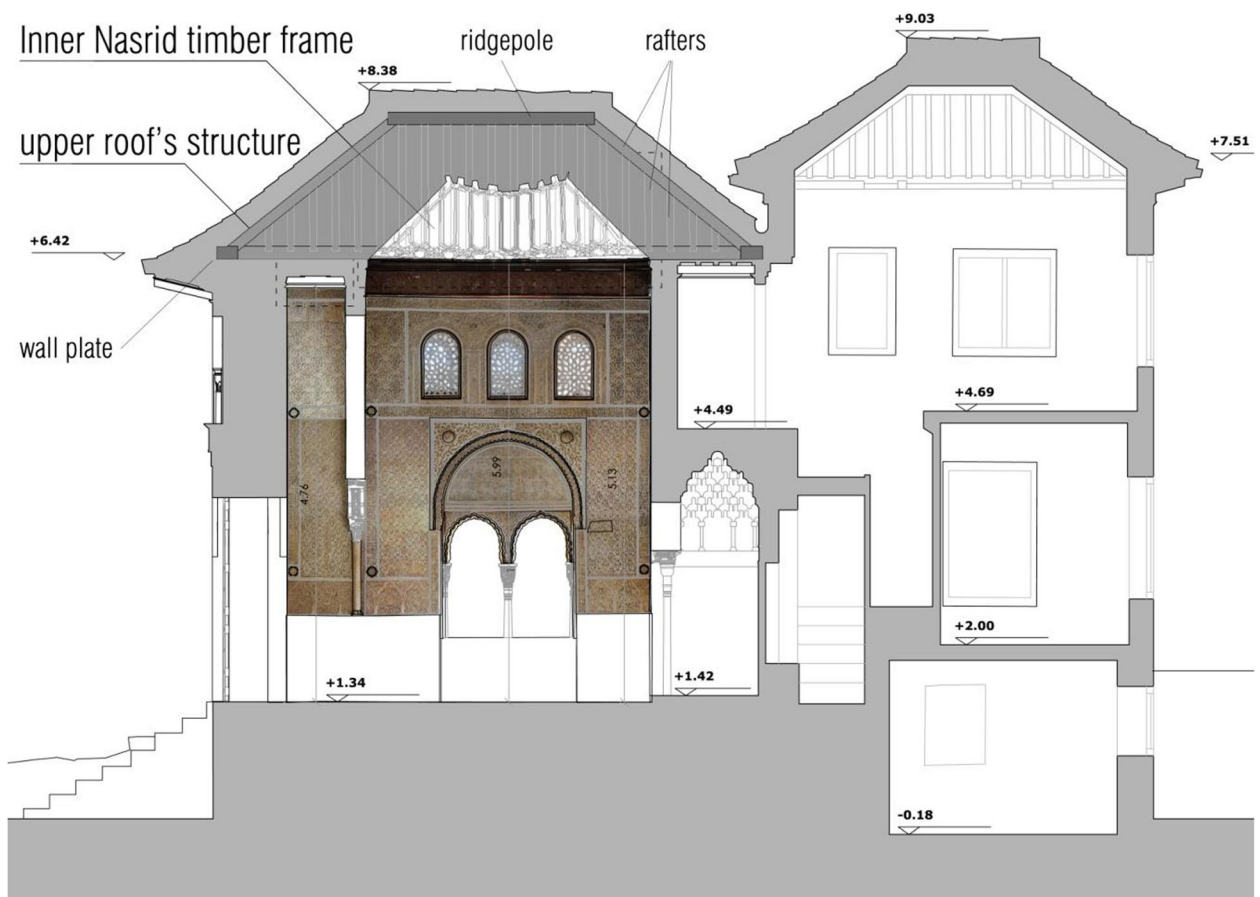 Inner Nasrid timber frame
ridgepole
rafters
+9.03
+8.38
upper roof's structure
+7.51
+6.42
wall plate
+4.69
+4.49
4.76
5.99
5.13
+2.00
+1.34
+1.42
-0.18